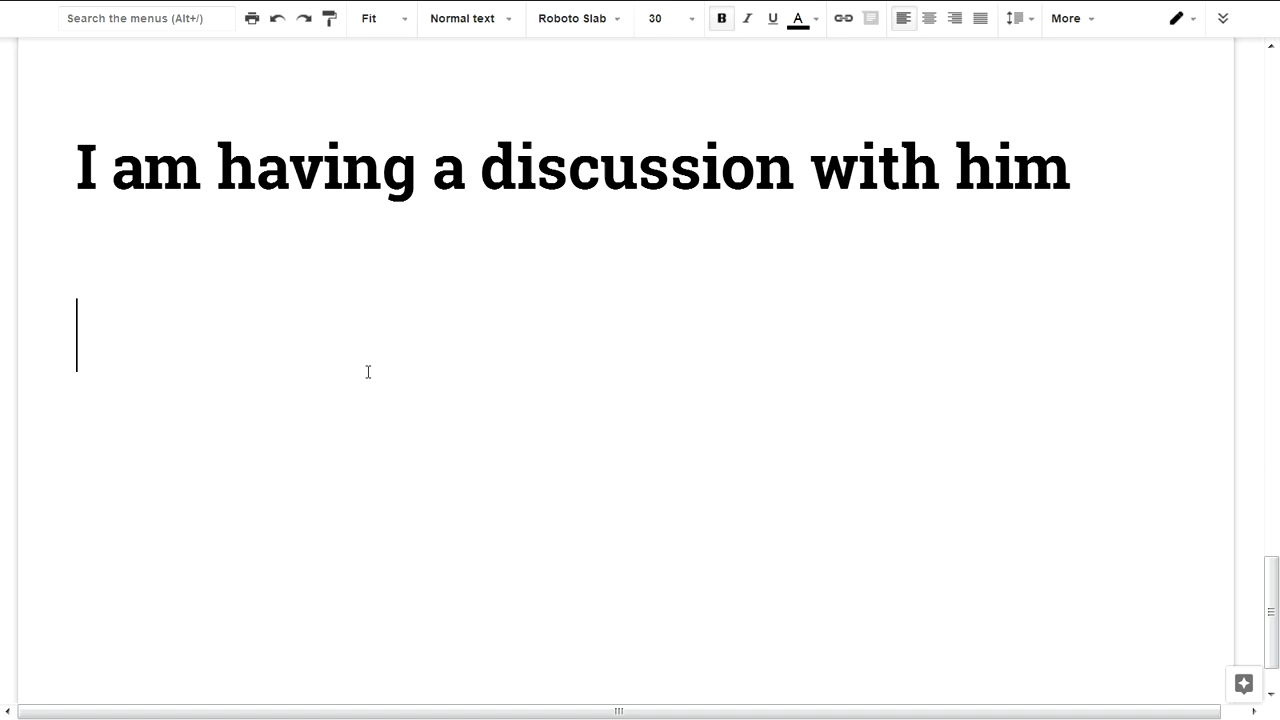 Search the menus (Alt+/) Fit Normal text Roboto Slab 30 B I U A More
I am having a discussion with him